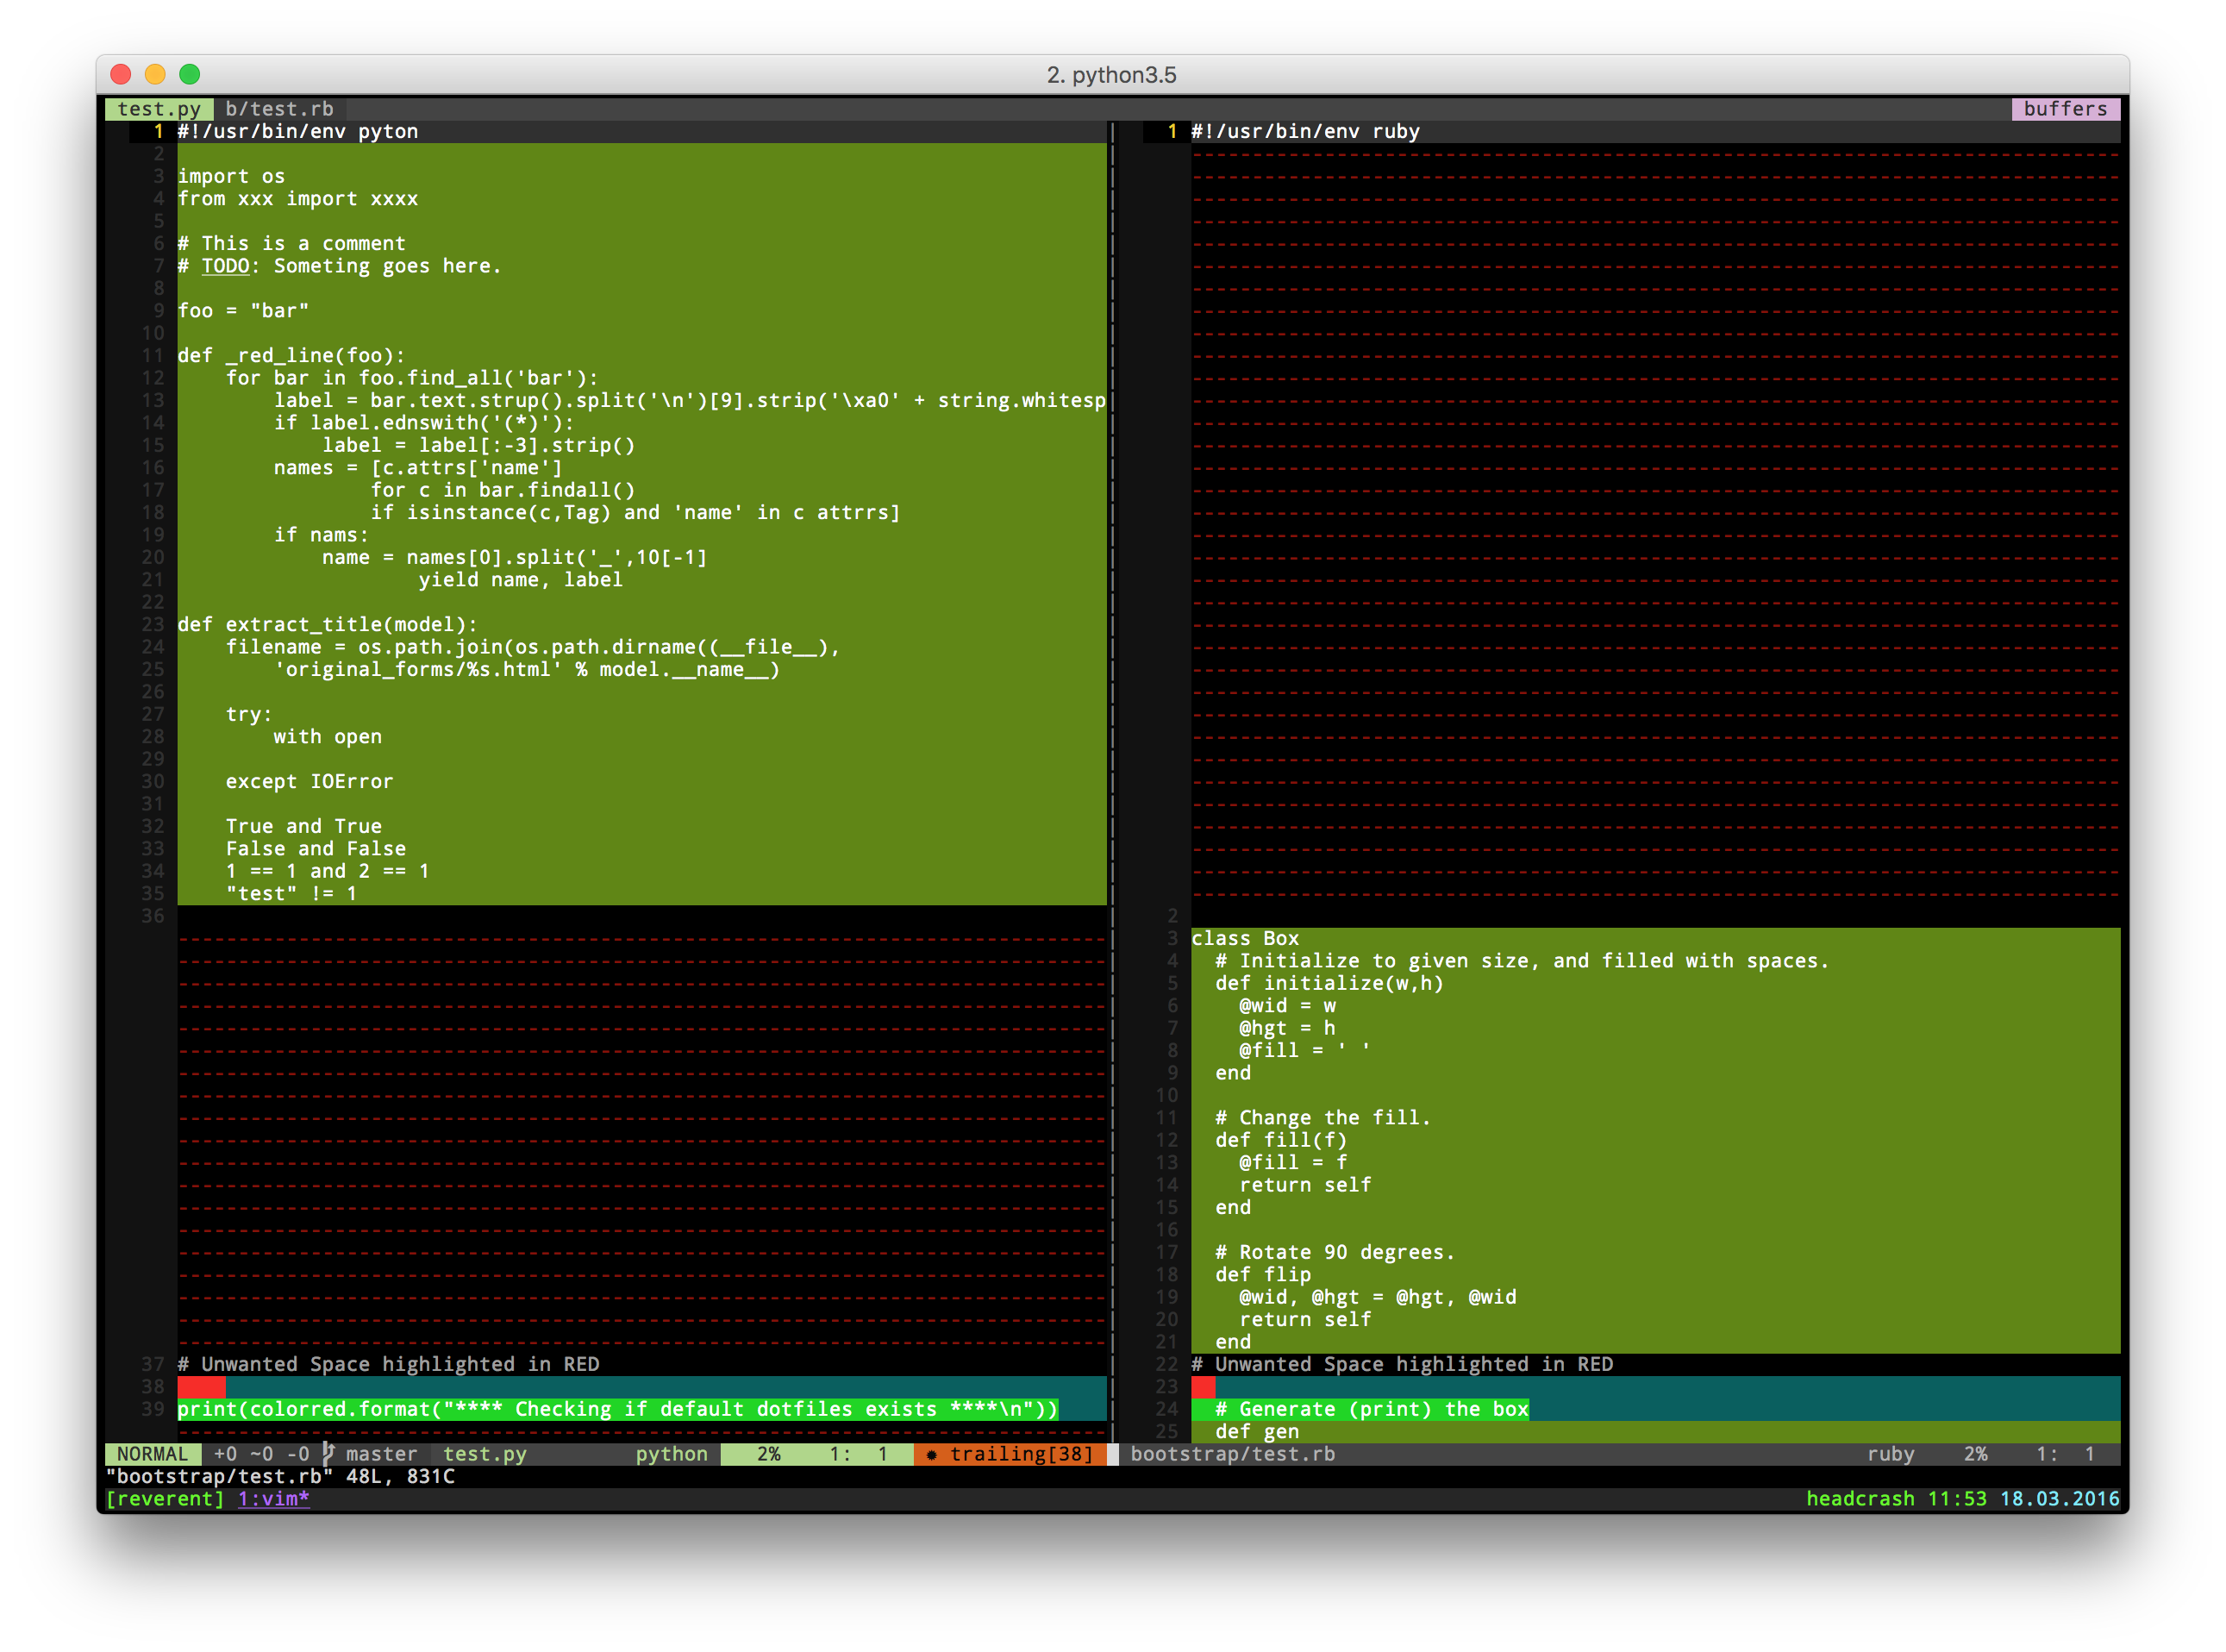 2. python3.5
test.py b/test.rb buffers
1 #!/usr/bin/env pyton
2
3 import os
4 from xxx import xxxx
5
6 # This is a comment
7 # TODO: Someting goes here.
8
9 foo = "bar"
10
11 def _red_line(foo):
12     for bar in foo.find_all('bar'):
13         label = bar.text.strup().split('\n')[9].strip('\xa0' + string.whitesp
14         if label.ednswith('(*)'):
15             label = label[:-3].strip()
16         names = [c.attrs['name']
17                 for c in bar.findall()
18                 if isinstance(c,Tag) and 'name' in c attrrs]
19         if nams:
20             name = names[0].split('_',10[-1]
21                     yield name, label
22
23 def extract_title(model):
24     filename = os.path.join(os.path.dirname((__file__),
25         'original_forms/%s.html' % model.__name__)
26
27     try:
28         with open
29
30     except IOError
31
32     True and True
33     False and False
34     1 == 1 and 2 == 1
35     "test" != 1
36
37 # Unwanted Space highlighted in RED
38
39 print(colorred.format("**** Checking if default dotfiles exists ****\n"))
1 #!/usr/bin/env ruby
2
3 class Box
4   # Initialize to given size, and filled with spaces.
5   def initialize(w,h)
6     @wid = w
7     @hgt = h
8     @fill = ' '
9   end
10
11   # Change the fill.
12   def fill(f)
13     @fill = f
14     return self
15   end
16
17   # Rotate 90 degrees.
18   def flip
19     @wid, @hgt = @hgt, @wid
20     return self
21   end
22 # Unwanted Space highlighted in RED
23
24   # Generate (print) the box
25   def gen
NORMAL +0 ~0 -0 master test.py python 2% 1: 1 ✹ trailing[38] bootstrap/test.rb ruby 2% 1: 1
"bootstrap/test.rb" 48L, 831C
[reverent] 1:vim* headcrash 11:53 18.03.2016